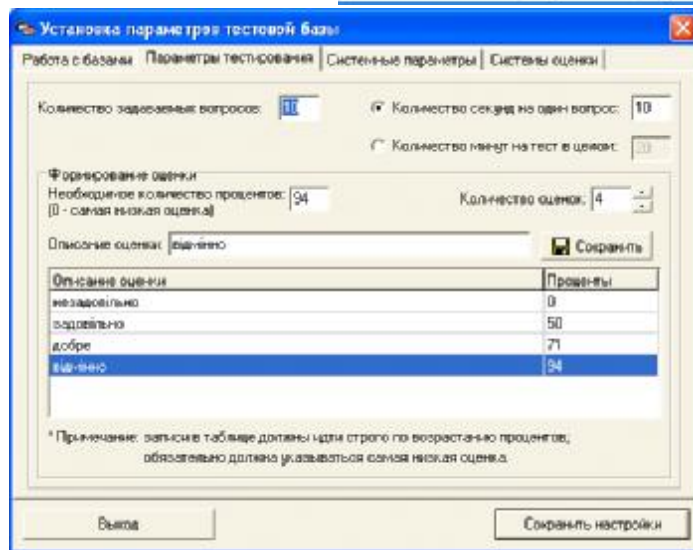 Установка параметров тестовой базы
Работа с базами Параметры тестирования Системные параметры Системы оценки
Количество задаваемых вопросов: 10 Количество секунд на один вопрос: 10
Количество минут на тест в целом: 20
Формирование оценки
Необходимое количество процентов: 94 Количество оценок: 4
(0 - самая низкая оценка)
Описание оценки: відмінно Сохранить
Описание оценки Проценты
незадовільно 0
задовільно 50
добре 71
відмінно 94
* Примечание: записи в таблице должны идти строго по возрастанию процентов;
обязательно должна указываться самая низкая оценка.
Выход Сохранить настройки